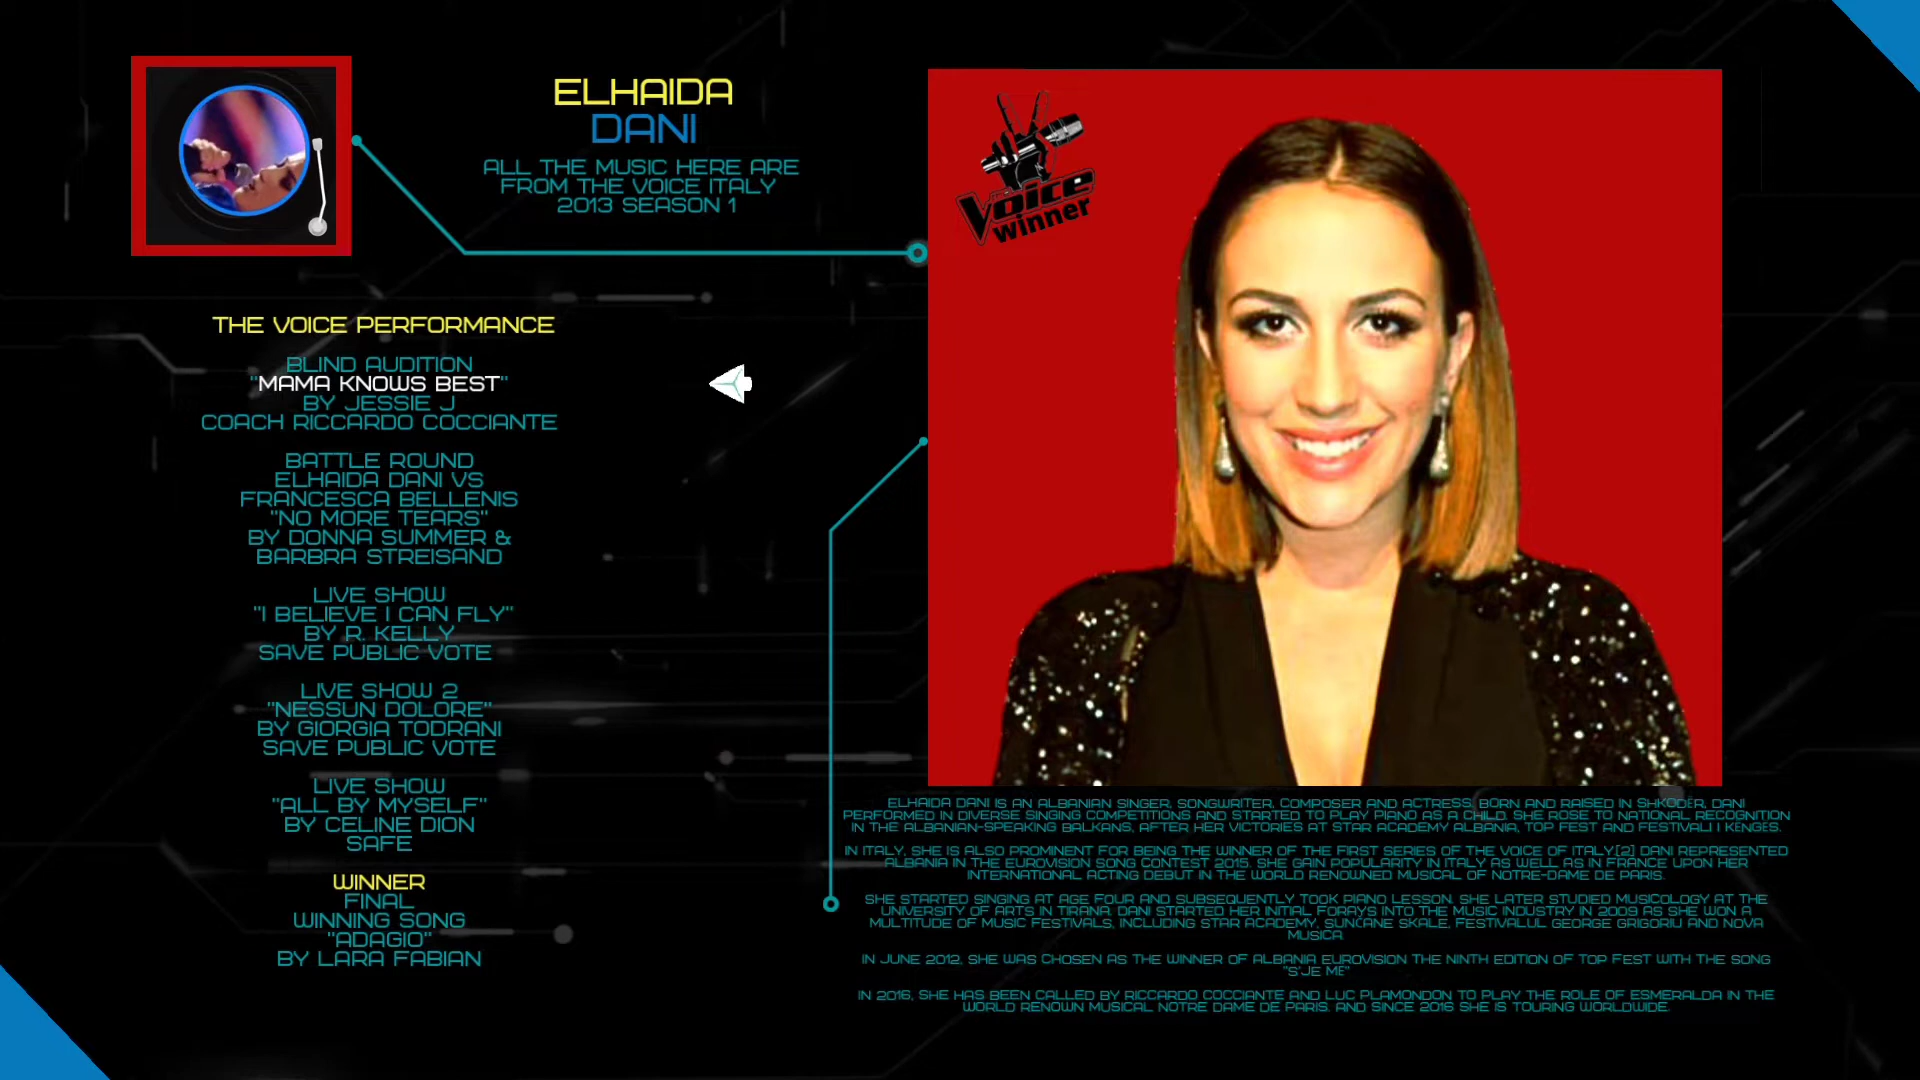 ELHAIDA
DANI
ALL THE MUSIC HERE ARE
FROM THE VOICE ITALY
2013 SEASON 1
Voice
winner
THE VOICE PERFORMANCE
BLIND AUDITION
"MAMA KNOWS BEST"
BY JESSIE J
COACH RICCARDO COCCIANTE
BATTLE ROUND
ELHAIDA DANI VS
FRANCESCA BELLENIS
"NO MORE TEARS"
BY DONNA SUMMER &
BARBRA STREISAND
LIVE SHOW
"I BELIEVE I CAN FLY"
BY R. KELLY
SAVE PUBLIC VOTE
LIVE SHOW 2
"NESSUN DOLORE"
BY GIORGIA TODRANI
SAVE PUBLIC VOTE
LIVE SHOW
"ALL BY MYSELF"
BY CELINE DION
SAFE
WINNER
FINAL
WINNING SONG
"ADAGIO"
BY LARA FABIAN
ELHAIDA DANI IS AN ALBANIAN SINGER, SONGWRITER, COMPOSER AND ACTRESS. BORN AND RAISED IN SHKODËR, DANI
PERFORMED IN DIVERSE SINGING COMPETITIONS AND STARTED TO PLAY PIANO AS A CHILD. SHE ROSE TO NATIONAL RECOGNITION
IN THE ALBANIAN-SPEAKING BALKANS, AFTER HER VICTORIES AT STAR ACADEMY ALBANIA, TOP FEST AND FESTIVALI I KËNGËS.
IN ITALY, SHE IS ALSO PROMINENT FOR BEING THE WINNER OF THE FIRST SERIES OF THE VOICE OF ITALY.[2] DANI REPRESENTED
ALBANIA IN THE EUROVISION SONG CONTEST 2015. SHE GAIN POPULARITY IN ITALY AS WELL AS IN FRANCE UPON HER
INTERNATIONAL ACTING DEBUT IN THE WORLD RENOWNED MUSICAL OF NOTRE-DAME DE PARIS.
SHE STARTED SINGING AT AGE FOUR AND SUBSEQUENTLY TOOK PIANO LESSON. SHE LATER STUDIED MUSICOLOGY AT THE
UNIVERSITY OF ARTS IN TIRANA. DANI STARTED HER INITIAL FORAYS INTO THE MUSIC INDUSTRY IN 2009 AS SHE WON A
MULTITUDE OF MUSIC FESTIVALS, INCLUDING STAR ACADEMY, SUNČANE SKALE, FESTIVALUL GEORGE GRIGORIU AND NOVA
MUSICA.
IN JUNE 2012, SHE WAS CHOSEN AS THE WINNER OF ALBANIA EUROVISION THE NINTH EDITION OF TOP FEST WITH THE SONG
"S'JE MË"
IN 2016, SHE HAS BEEN CALLED BY RICCARDO COCCIANTE AND LUC PLAMONDON TO PLAY THE ROLE OF ESMERALDA IN THE
WORLD RENOWN MUSICAL NOTRE DAME DE PARIS. AND SINCE 2016 SHE IS TOURING WORLDWIDE.